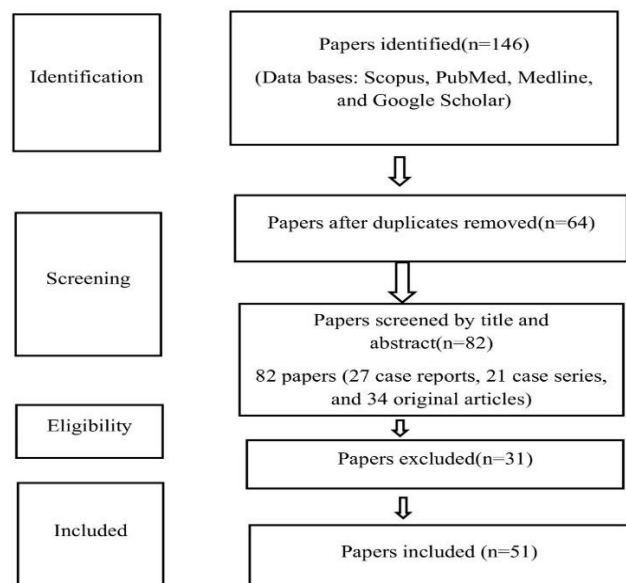 Identification
Papers identified(n=146)
(Data bases: Scopus, PubMed, Medline,
and Google Scholar)
Screening
Papers after duplicates removed(n=64)
Papers screened by title and
abstract(n=82)
82 papers (27 case reports, 21 case series,
and 34 original articles)
Eligibility
Papers excluded(n=31)
Included
Papers included (n=51)